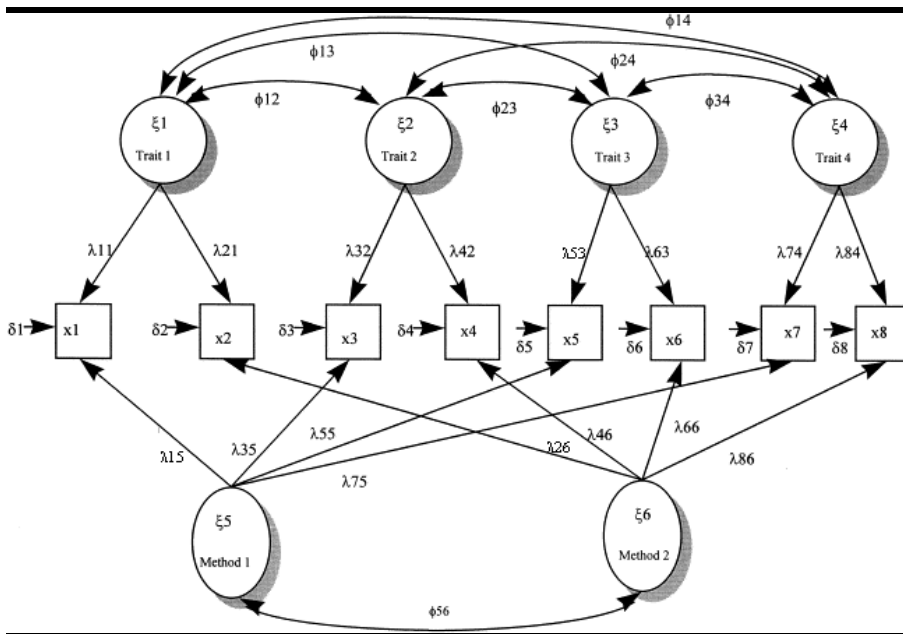 ϕ14
ϕ13
ϕ24
ϕ12
ϕ23
ϕ34
ξ1
ξ2
ξ3
ξ4
Trait 1
Trait 2
Trait 3
Trait 4
λ11
λ21
λ32
λ42
λ53
λ63
λ74
λ84
δ1
x1
δ2
x2
δ3
x3
δ4
x4
δ5
x5
δ6
x6
δ7
x7
δ8
x8
λ15
λ35
λ55
λ75
λ26
λ46
λ66
λ86
ξ5
ξ6
Method 1
Method 2
ϕ56